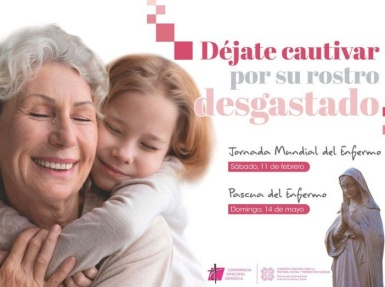 Déjate cautivar
por su rostro
desgastado
Jornada Mundial del Enfermo
Sábado, 11 de febrero
Pascua del Enfermo
Domingo, 14 de mayo
CONFERENCIA
EPISCOPAL
ESPAÑOLA